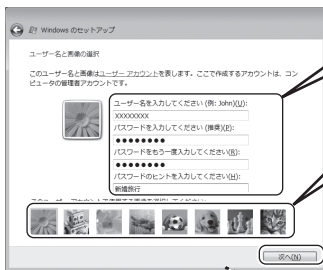 Windows のセットアップ
ユーザー名と画像の選択
このユーザー名と画像はユーザー アカウントを表します。ここで作成するアカウントは、コン
ピュータの管理者アカウントです。
ユーザー名を入力してください (例: John)(U):
XXXXXXXX
パスワードを入力してください (推奨)(P):
●●●●●●●●
パスワードをもう一度入力してください(R):
●●●●●●●●
パスワードのヒントを入力してください(H):
新婚旅行
次へ(N)